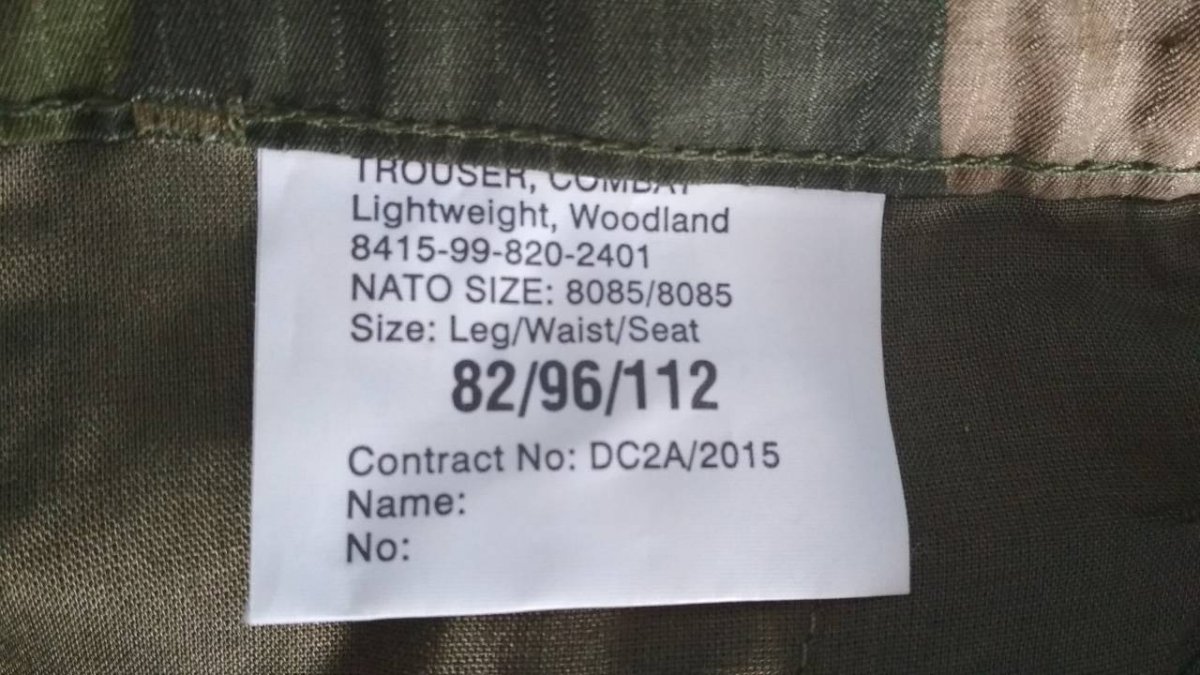 TROUSER, COMBAT
Lightweight, Woodland
8415-99-820-2401
NATO SIZE: 8085/8085
Size: Leg/Waist/Seat
82/96/112
Contract No: DC2A/2015
Name:
No: